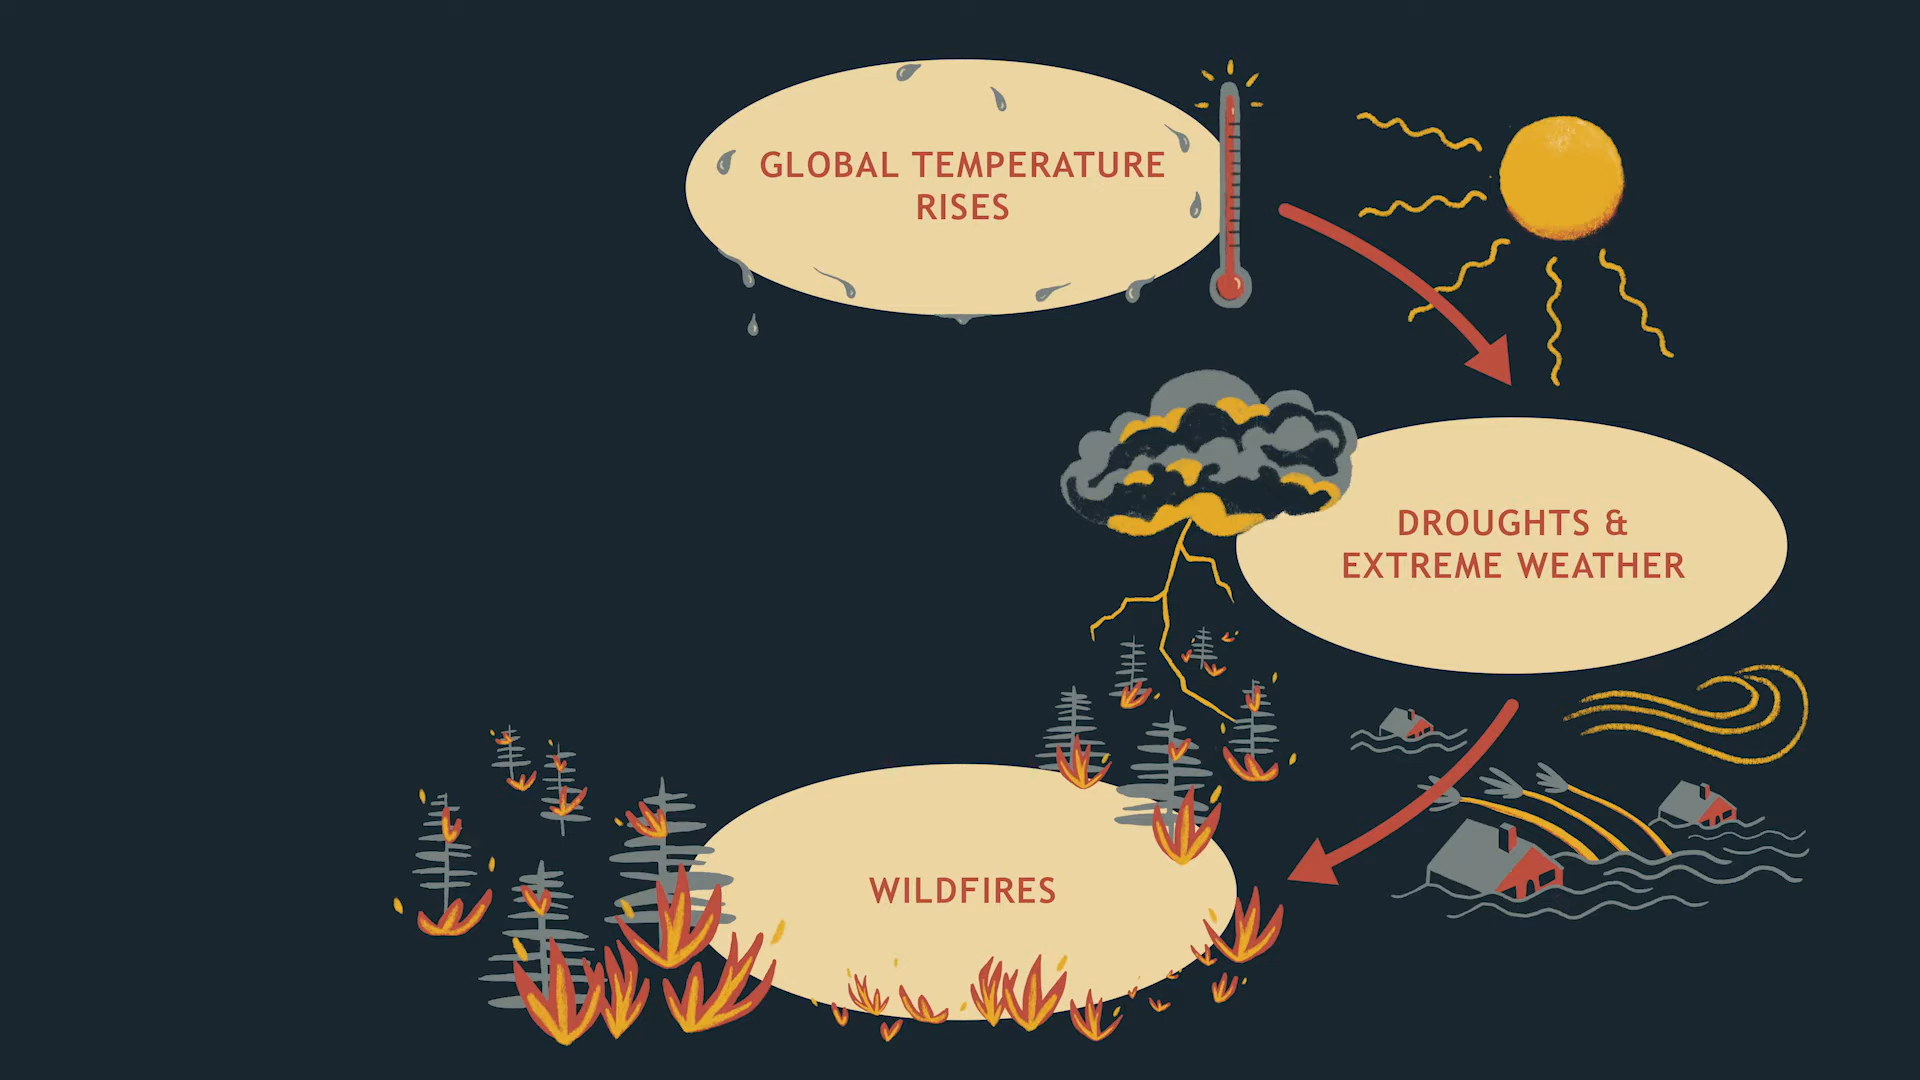 GLOBAL TEMPERATURE
RISES
DROUGHTS &
EXTREME WEATHER
WILDFIRES